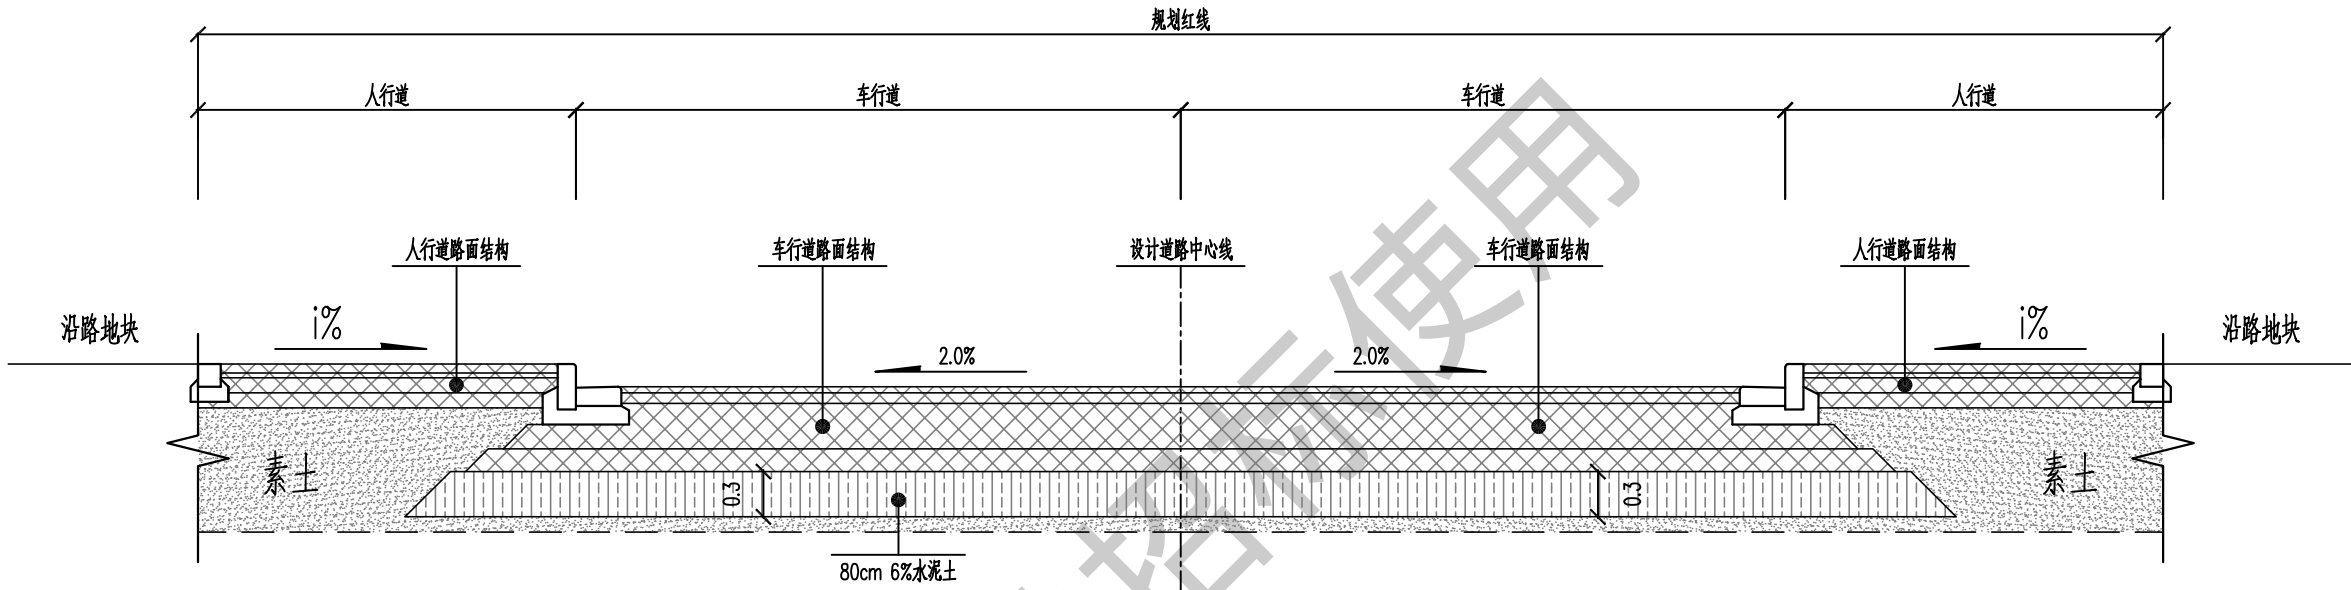 规划红线
人行道 车行道 车行道 人行道
人行道路面结构 车行道路面结构 设计道路中心线 车行道路面结构 人行道路面结构
沿路地块 i% i% 沿路地块
2.0% 2.0%
素土 0.3 0.3 素土
80cm 6%水泥土
招标使用